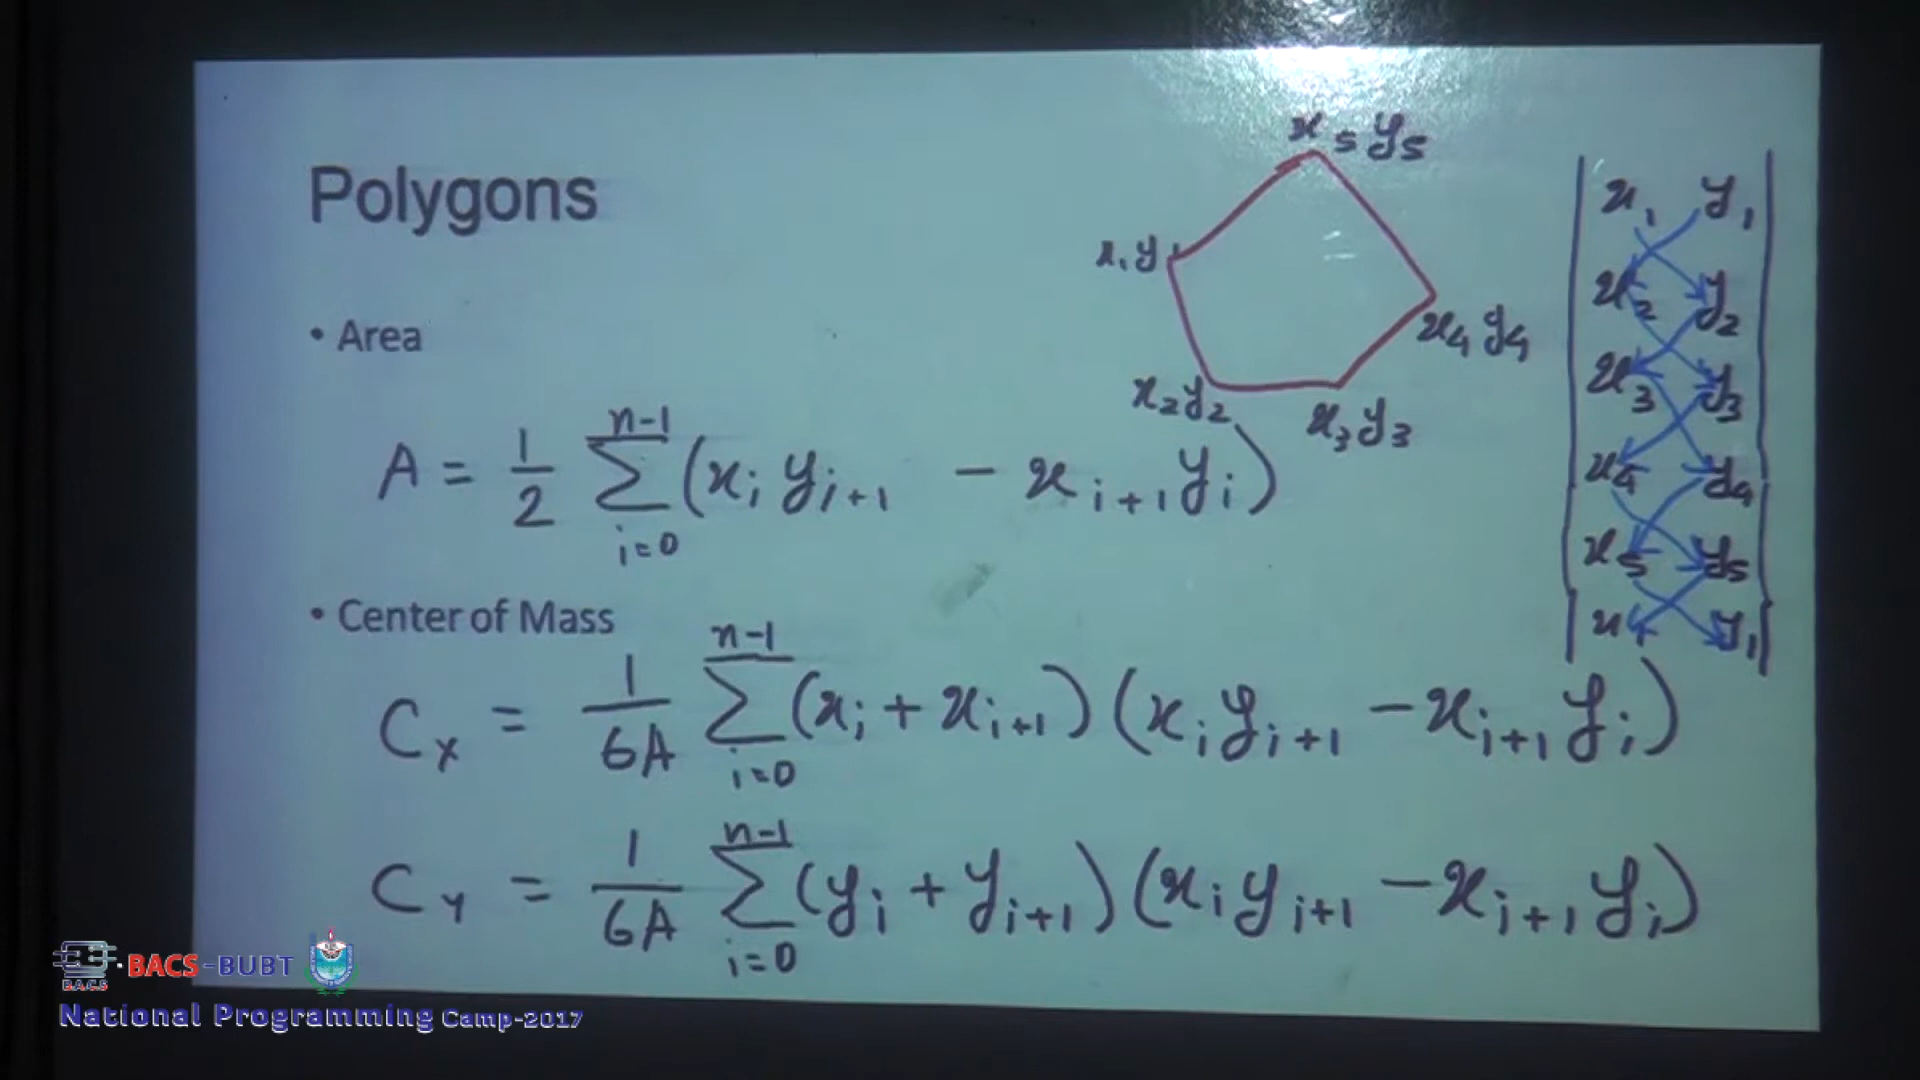 Polygons
x₅ y₅
x₁ y₁
x₄ y₄
x₂ y₂
x₃ y₃
x₁ y₁
x₂ y₂
x₃ y₃
x₄ y₄
x₅ y₅
x₁ y₁
• Area
A = 1/2 ∑_{i=0}^{n-1} (x_i y_{i+1} - x_{i+1} y_i)
• Center of Mass
C_x = 1/6A ∑_{i=0}^{n-1} (x_i + x_{i+1}) (x_i y_{i+1} - x_{i+1} y_i)
C_y = 1/6A ∑_{i=0}^{n-1} (y_i + y_{i+1}) (x_i y_{i+1} - x_{i+1} y_i)
B.A.C.S
BACS-BUBT
National Programming Camp-2017